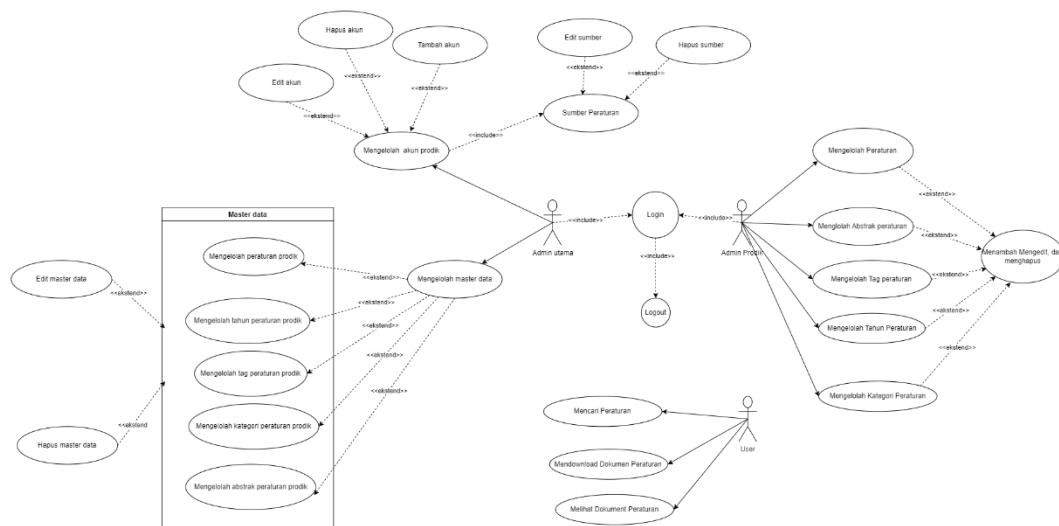 Hapus akun
Tambah akun
Edit akun
<<ekstend>>
<<ekstend>>
<<ekstend>>
Mengelolah akun prodik
Edit sumber
Hapus sumber
<<ekstend>>
<<ekstend>>
Sumber Peraturan
<<include>>
Master data
Mengelolah peraturan prodik
Mengelolah tahun peraturan prodik
Mengelolah tag peraturan prodik
Mengelolah kategori peraturan prodik
Mengelolah abstrak peraturan prodik
Edit master data
<<ekstend>>
Hapus master data
<<ekstend
Mengelolah master data
<<ekstend>>
<<ekstend>>
<<ekstend>>
<<ekstend>>
<<ekstend>>
Admin utama
<<include>>
Login
<<include>>
Logout
<<include>>
Admin Prodik
Mengelolah Peraturan
Menglolah Abstrak peraturan
Mengelolah Tag peraturan
Mengelolah Tahun Peraturan
Mengelolah Kategori Peraturan
<<ekstend>>
<<ekstend>>
<<ekstend>>
<<ekstend>>
<<ekstend>>
Menambah Mengedit, da
menghapus
Mencari Peraturan
Mendownload Dokumen Peraturan
Melihat Dokument Peraturan
User